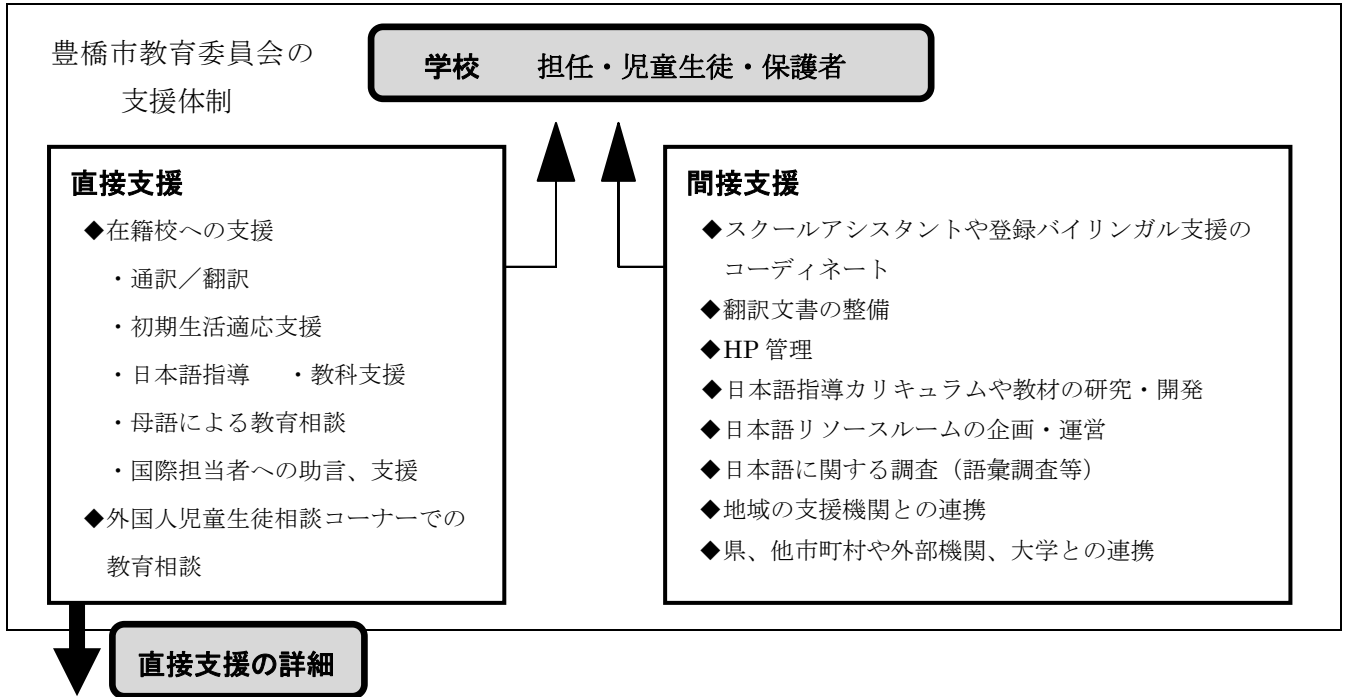 豊橋市教育委員会の
支援体制
学校　担任・児童生徒・保護者
直接支援
◆在籍校への支援
・通訳／翻訳
・初期生活適応支援
・日本語指導　・教科支援
・母語による教育相談
・国際担当者への助言、支援
◆外国人児童生徒相談コーナーでの
教育相談
間接支援
◆スクールアシスタントや登録バイリンガル支援の
コーディネート
◆翻訳文書の整備
◆HP 管理
◆日本語指導カリキュラムや教材の研究・開発
◆日本語リソースルームの企画・運営
◆日本語に関する調査（語彙調査等）
◆地域の支援機関との連携
◆県、他市町村や外部機関、大学との連携
直接支援の詳細